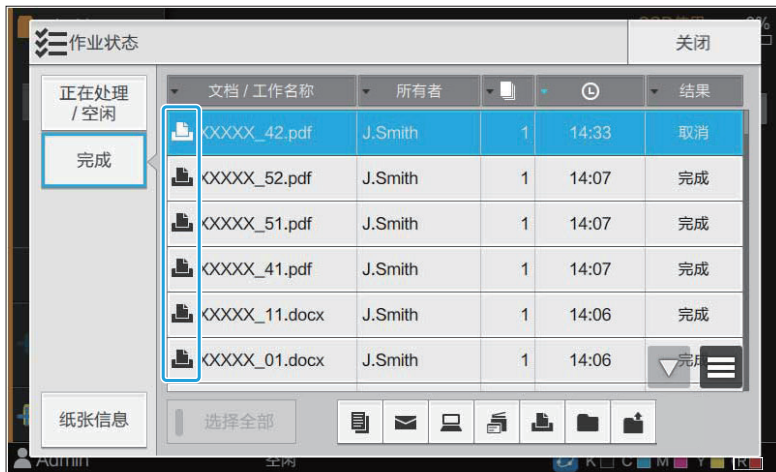 作业状态
关闭
正在处理
/ 空闲
完成
纸张信息
文档 / 工作名称 所有者 结果
XXXXX_42.pdf J.Smith 1 14:33 取消
XXXXX_52.pdf J.Smith 1 14:07 完成
XXXXX_51.pdf J.Smith 1 14:07 完成
XXXXX_41.pdf J.Smith 1 14:07 完成
XXXXX_11.docx J.Smith 1 14:06 完成
XXXXX_01.docx J.Smith 1 14:06 完成
选择全部
Admin 空闲 K C M Y R